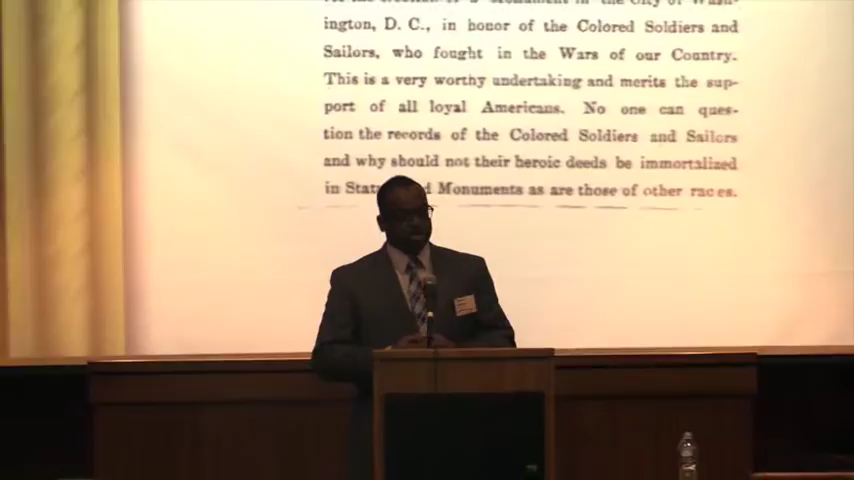 ington, D. C., in honor of the Colored Soldiers and
Sailors, who fought in the Wars of our Country.
This is a very worthy undertaking and merits the sup-
port of all loyal Americans. No one can ques-
tion the records of the Colored Soldiers and Sailors
and why should not their heroic deeds be immortalized
in Monuments as are those of other races.